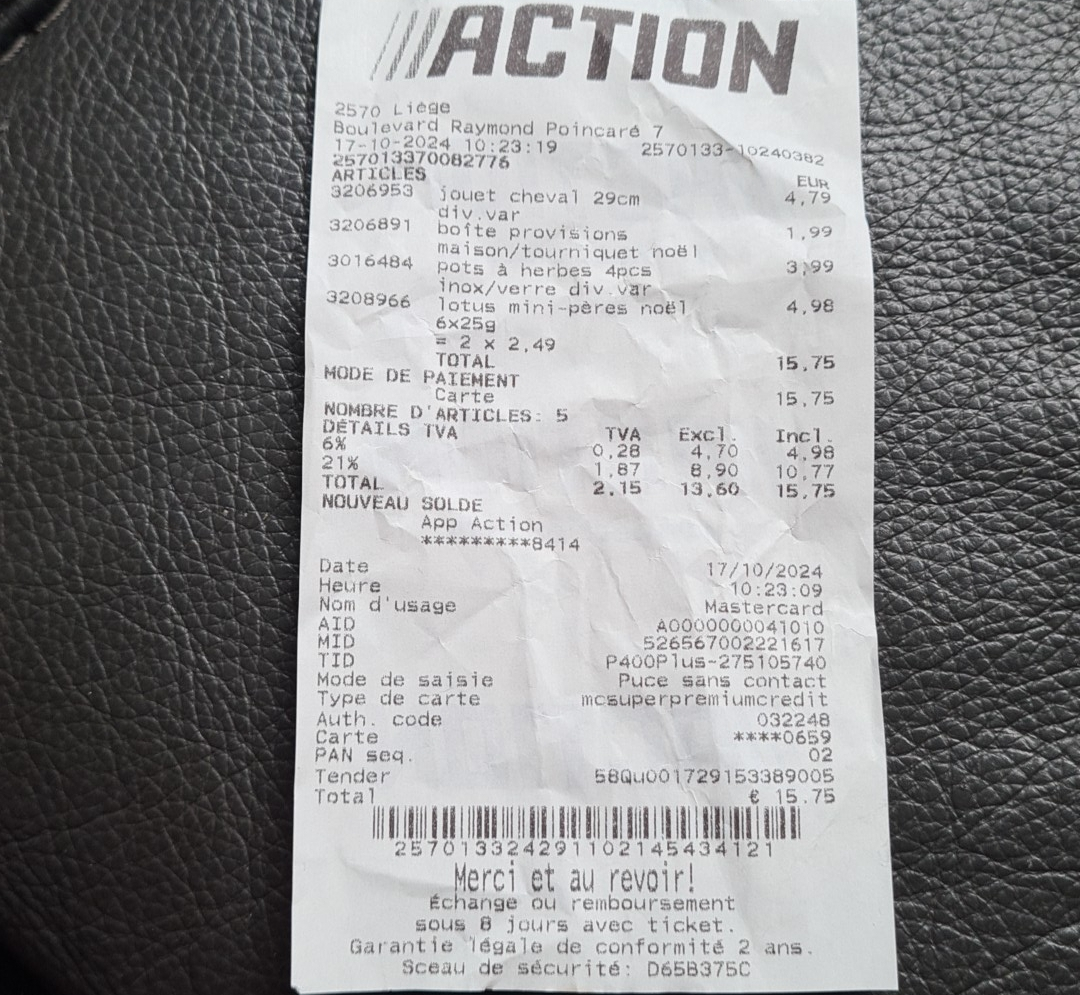 ACTION
2570 Liège
Boulevard Raymond Poincaré 7
17-10-2024 10:23:19 2570133-10240382
257013370082776
ARTICLES EUR
3206953 jouet cheval 29cm 4,79
div.var
3206891 boîte provisions 1,99
maison/tourniquet noël
3016484 pots à herbes 4pcs 3,99
inox/verre div.var
3208966 lotus mini-pères noël 4,98
6x25g
= 2 x 2,49
TOTAL 15,75
MODE DE PAIEMENT
Carte 15,75
NOMBRE D'ARTICLES: 5
DÉTAILS TVA TVA Excl. Incl.
6% 0,28 4,70 4,98
21% 1,87 8,90 10,77
TOTAL 2,15 13,60 15,75
NOUVEAU SOLDE
App Action
*********8414
Date 17/10/2024
Heure 10:23:09
Nom d'usage Mastercard
AID A0000000041010
MID 526567002221617
TID P400Plus-275105740
Mode de saisie Puce sans contact
Type de carte mcsuperpremiumcredit
Auth. code 032248
Carte ****0659
PAN seq. 02
Tender 58Qu001729153389005
Total € 15.75
2570133242911021454341​21
Merci et au revoir!
Échange ou remboursement
sous 8 jours avec ticket.
Garantie légale de conformité 2 ans.
Sceau de sécurité: D65B375C